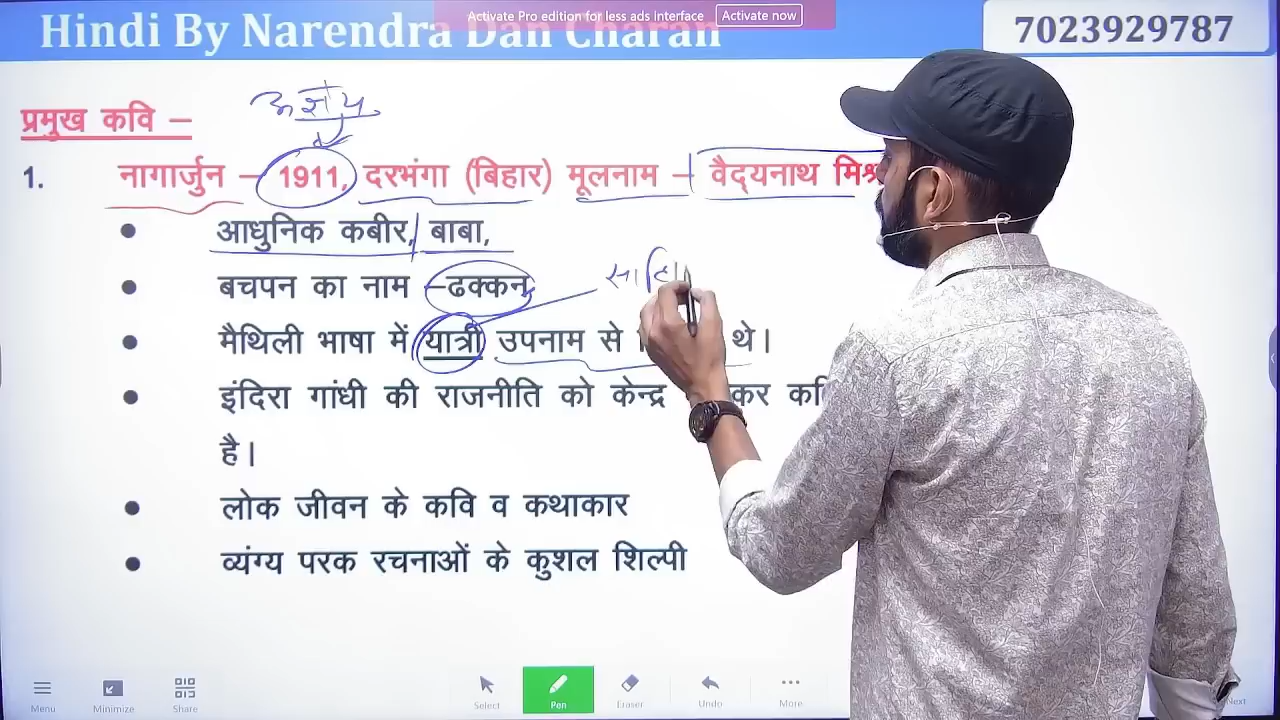 Activate Pro edition for less ads interface Activate now
Hindi By Narendra Dan Charan
7023929787
अज्ञेय
प्रमुख कवि –
1. नागार्जुन – 1911, दरभंगा (बिहार) मूलनाम – वैद्यनाथ मिश्र
• आधुनिक कबीर, बाबा,
• बचपन का नाम –ढक्कन
• मैथिली भाषा में यात्री उपनाम से थे।
• इंदिरा गांधी की राजनीति को केन्द्र कर
है।
• लोक जीवन के कवि व कथाकार
• व्यंग्य परक रचनाओं के कुशल शिल्पी
Menu Minimize Share Select Pen Eraser Undo More Next